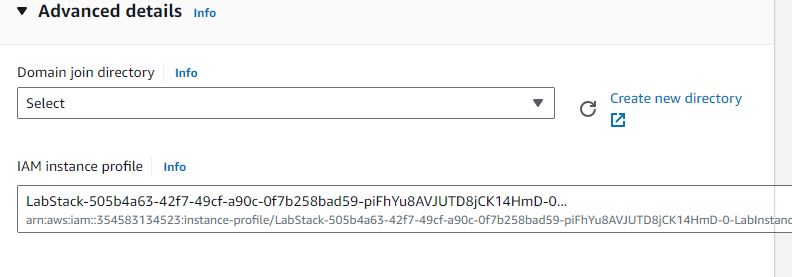 Advanced details Info
Domain join directory Info
Select
Create new directory
IAM instance profile Info
LabStack-505b4a63-42f7-49cf-a90c-0f7b258bad59-piFhYu8AVJUTD8jCK14HmD-0...
arn:aws:iam::354583134523:instance-profile/LabStack-505b4a63-42f7-49cf-a90c-0f7b258bad59-piFhYu8AVJUTD8jCK14HmD-0-LabInstanc